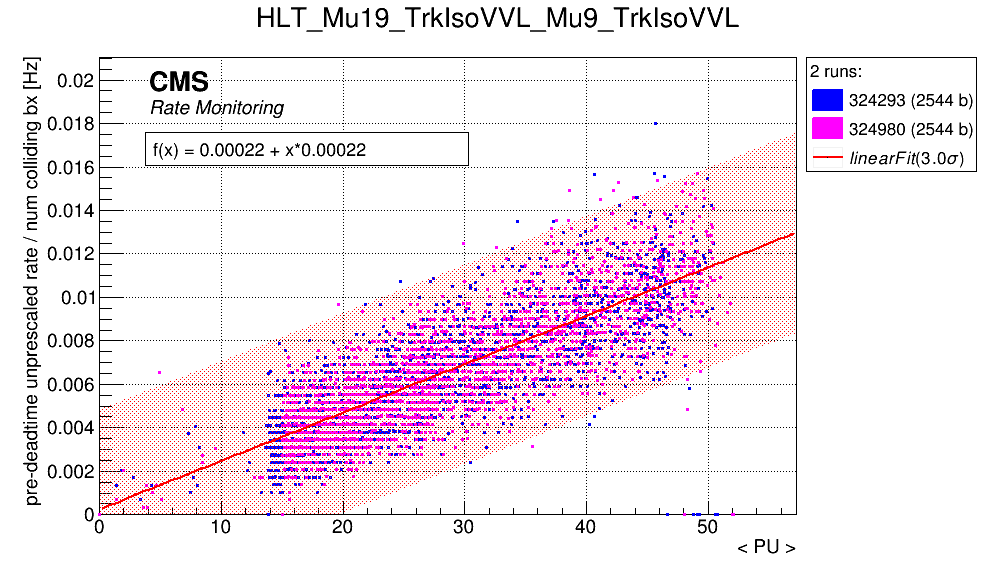 HLT_Mu19_TrkIsoVVL_Mu9_TrkIsoVVL
pre-deadtime unprescaled rate / num colliding bx [Hz]
CMS
Rate Monitoring
f(x) = 0.00022 + x*0.00022
2 runs:
324293 (2544 b)
324980 (2544 b)
linearFit(3.0σ)
0.02
0.018
0.016
0.014
0.012
0.01
0.008
0.006
0.004
0.002
0
0 10 20 30 40 50
< PU >